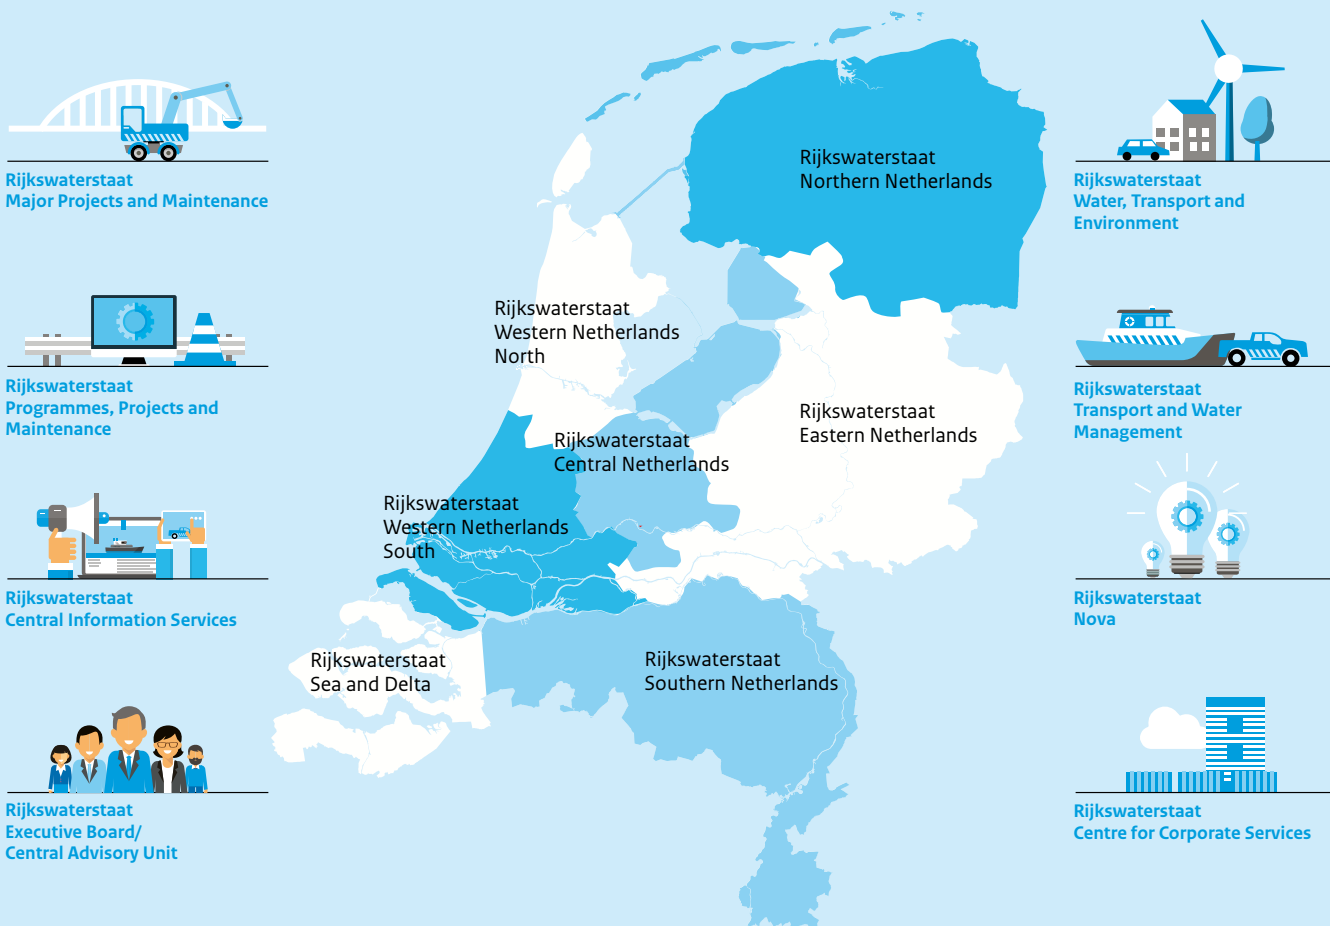 Rijkswaterstaat
Major Projects and Maintenance
Rijkswaterstaat
Programmes, Projects and
Maintenance
Rijkswaterstaat
Central Information Services
Rijkswaterstaat
Executive Board/
Central Advisory Unit
Rijkswaterstaat
Northern Netherlands
Rijkswaterstaat
Western Netherlands
North
Rijkswaterstaat
Eastern Netherlands
Rijkswaterstaat
Central Netherlands
Rijkswaterstaat
Western Netherlands
South
Rijkswaterstaat
Sea and Delta
Rijkswaterstaat
Southern Netherlands
Rijkswaterstaat
Water, Transport and
Environment
Rijkswaterstaat
Transport and Water
Management
Rijkswaterstaat
Nova
Rijkswaterstaat
Centre for Corporate Services